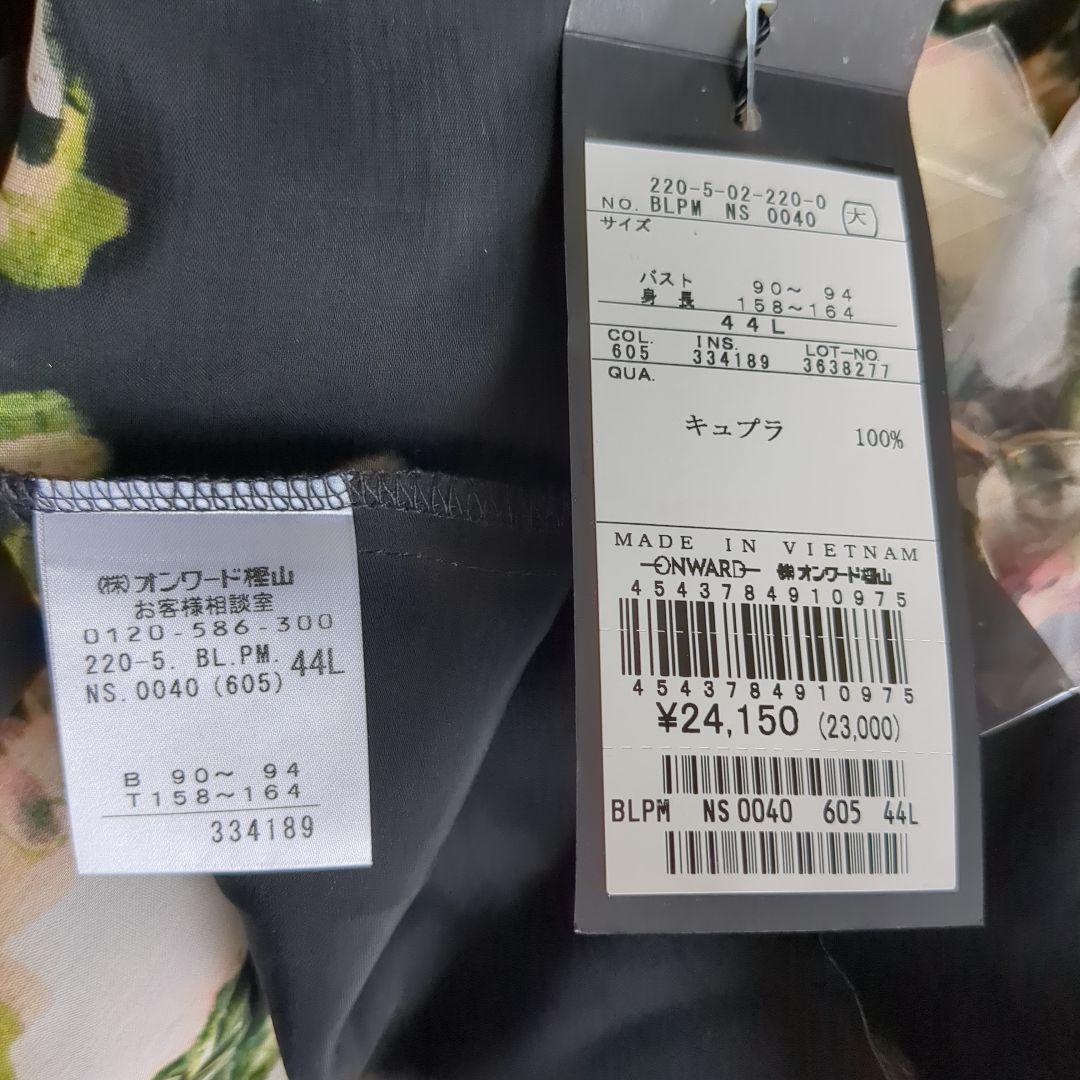 (株)オンワード樫山
お客様相談室
0120-586-300
220-5. BL.PM. 44L
NS.0040 (605)
B 90～ 94
T158～164
334189
220-5-02-220-0
NO. BLPM NS 0040 大
サイズ
バスト 90～ 94
身長 158～164
44L
COL. INS. LOT-NO.
605 334189 3638277
QUA.
キュプラ 100%
MADE IN VIETNAM
ONWARD (株)オンワード樫山
4543784910975
4543784910975
¥24,150 (23,000)
BLPM NS0040 605 44L